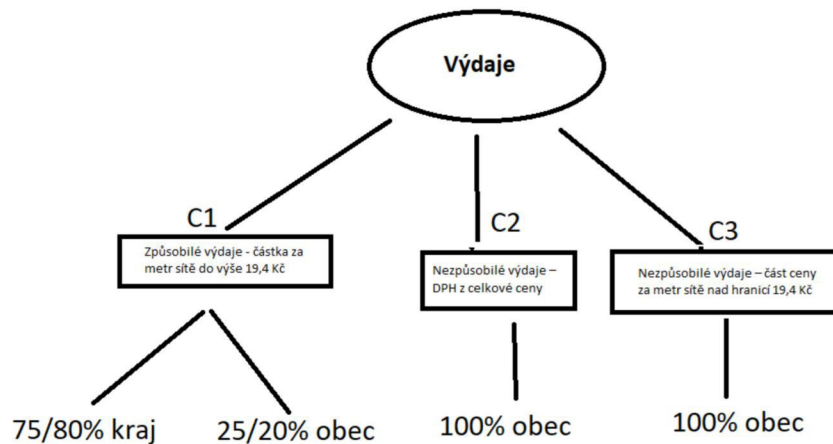 Výdaje
C1
C2
C3
Způsobilé výdaje - částka za
metr sítě do výše 19,4 Kč
Nezpůsobilé výdaje –
DPH z celkové ceny
Nezpůsobilé výdaje – část ceny
za metr sítě nad hranicí 19,4 Kč
75/80% kraj
25/20% obec
100% obec
100% obec